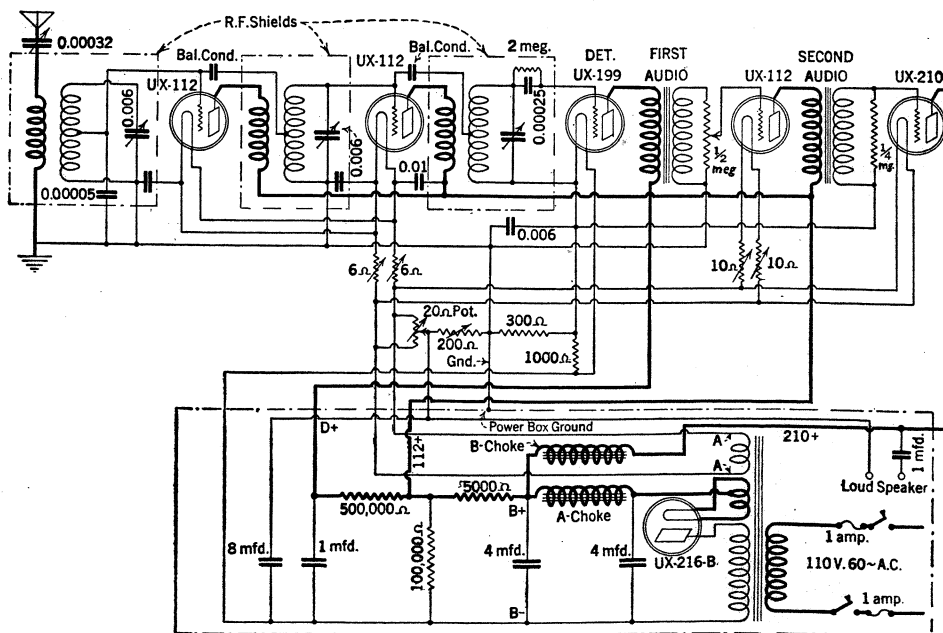 R.F.Shields
0.00032
Bal.Cond.
UX-112
UX-112
Bal.Cond.
2 meg.
DET.
UX-199
FIRST
AUDIO
UX-112
SECOND
AUDIO
UX-210
0.006
0.006
0.00025
½
meg
¼
mg.
0.00005
0.01
0.006
6Ω
6Ω
10Ω
10Ω
20Ω Pot.
200Ω
300Ω
1000Ω
Gnd.
D+
112+
Power Box Ground
B-Choke
A-
A-
210+
1 mfd.
Loud Speaker
500,000Ω
5000Ω
B+
A-Choke
8 mfd.
1 mfd.
100,000Ω
4 mfd.
4 mfd.
UX-216-B
1 amp.
110 V. 60~A.C.
1 amp.
B-